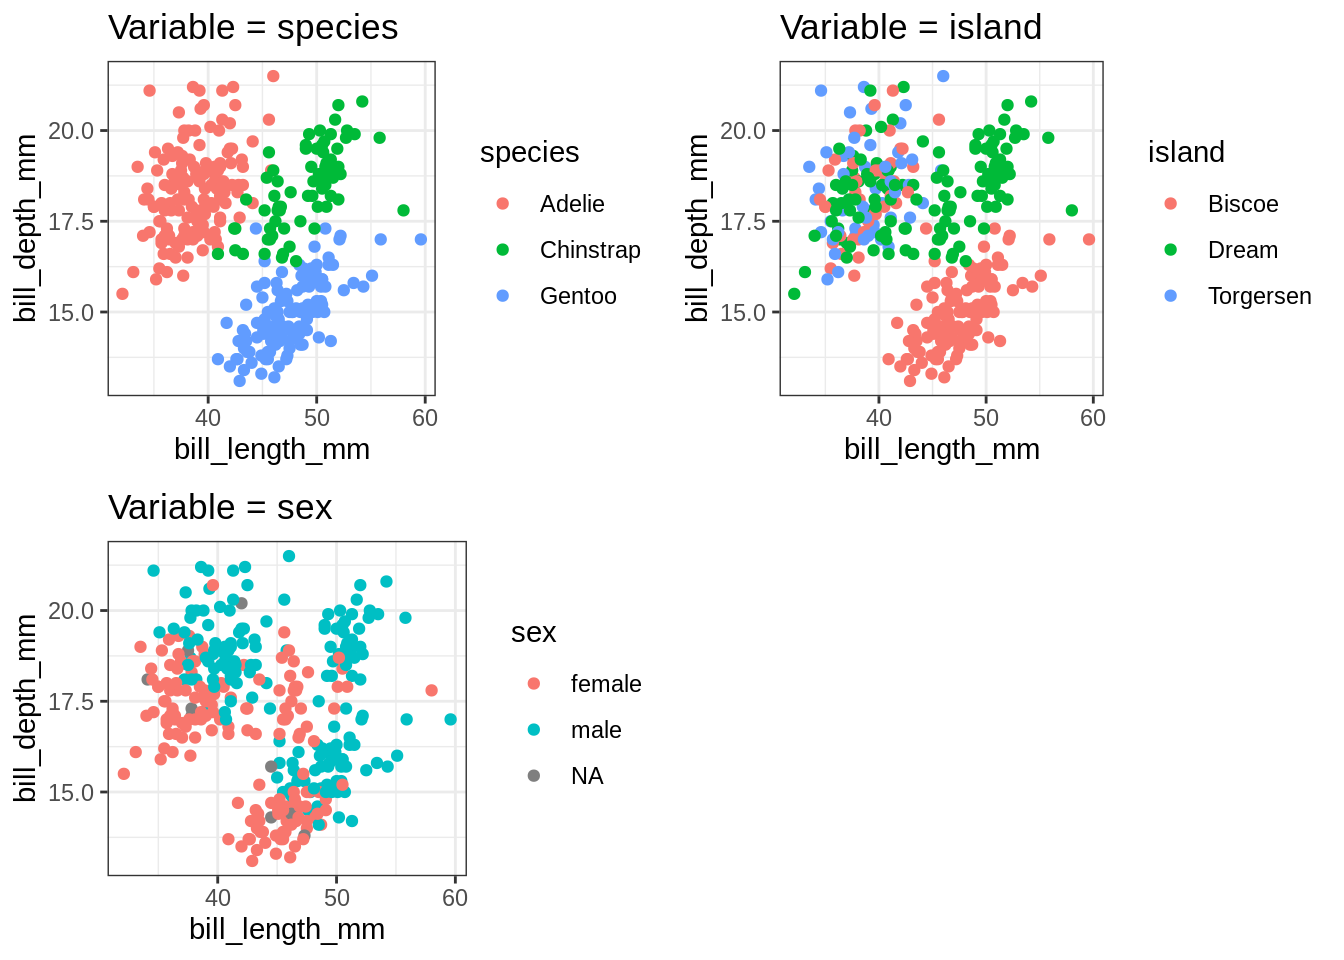 Variable = species
bill_depth_mm
20.0
17.5
15.0
40 50 60
bill_length_mm
species
Adelie
Chinstrap
Gentoo
Variable = island
bill_depth_mm
20.0
17.5
15.0
40 50 60
bill_length_mm
island
Biscoe
Dream
Torgersen
Variable = sex
bill_depth_mm
20.0
17.5
15.0
40 50 60
bill_length_mm
sex
female
male
NA